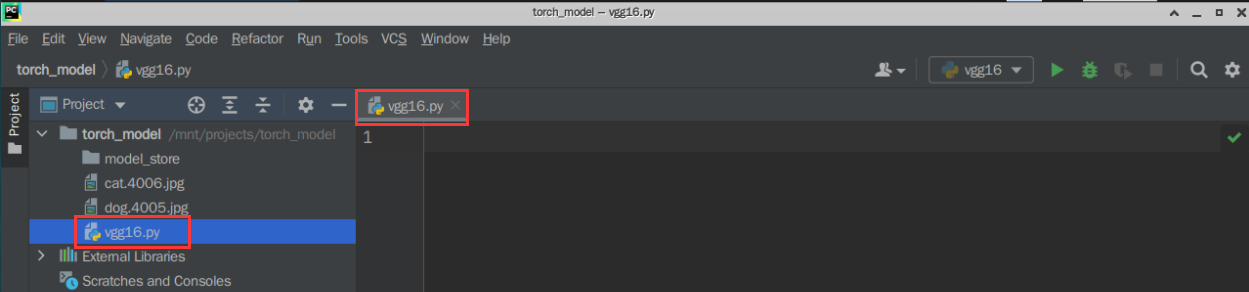 PC
torch_model – vgg16.py
File Edit View Navigate Code Refactor Run Tools VCS Window Help
torch_model vgg16.py vgg16
Project Project vgg16.py
torch_model /mnt/projects/torch_model 1
model_store
cat.4006.jpg
dog.4005.jpg
vgg16.py
External Libraries
Scratches and Consoles